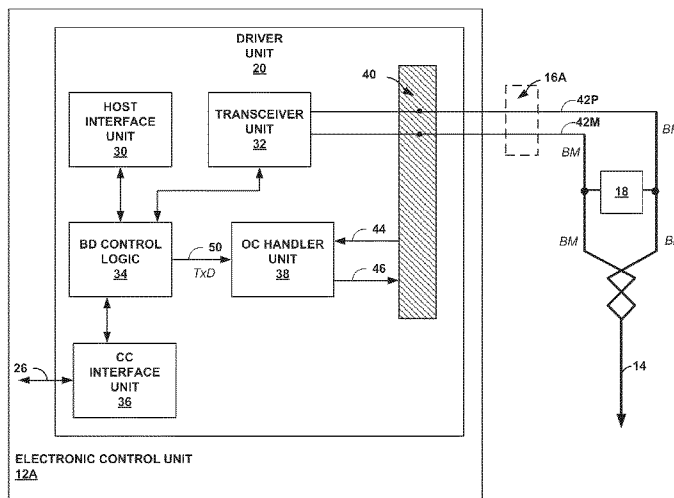 DRIVER
UNIT
20
40
16A
42P
HOST
INTERFACE
UNIT
30
TRANSCEIVER
UNIT
32
42M
BM
18
BD CONTROL
LOGIC
34
50
TxD
OC HANDLER
UNIT
38
44
46
BM
26
CC
INTERFACE
UNIT
36
14
ELECTRONIC CONTROL UNIT
12A